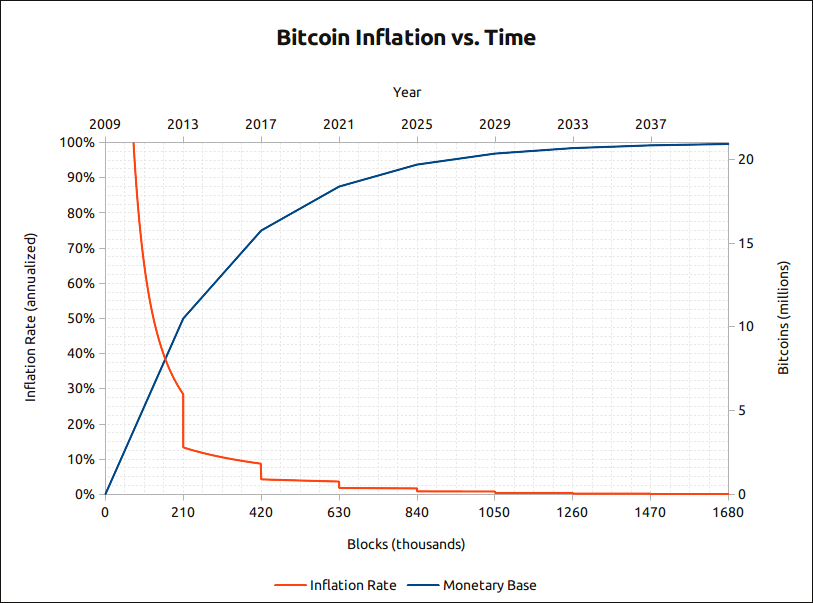 Bitcoin Inflation vs. Time
Year
2009 2013 2017 2021 2025 2029 2033 2037
100%
90%
80%
70%
60%
50%
40%
30%
20%
10%
0%
Inflation Rate (annualized)
20
15
10
5
0
Bitcoins (millions)
0 210 420 630 840 1050 1260 1470 1680
Blocks (thousands)
Inflation Rate Monetary Base